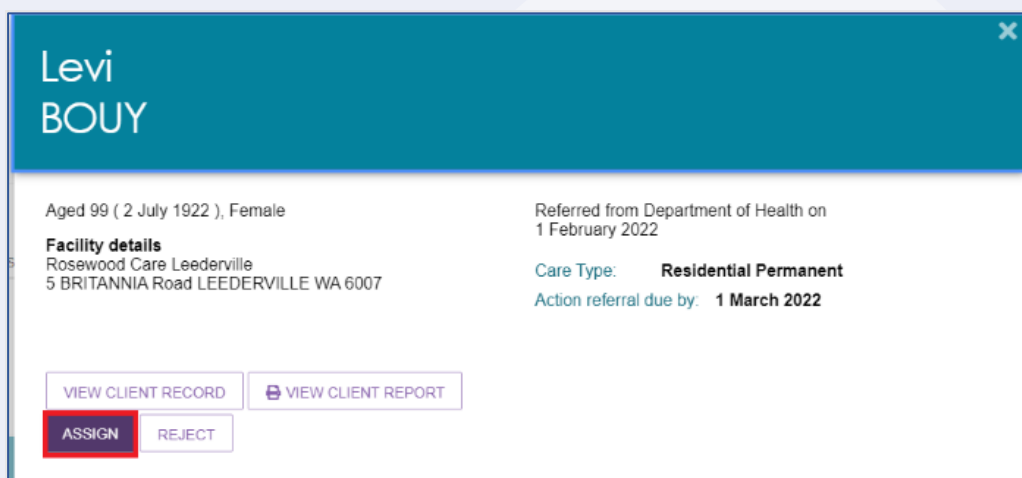 Levi
BOUY
Aged 99 ( 2 July 1922 ), Female
Facility details
Rosewood Care Leederville
5 BRITANNIA Road LEEDERVILLE WA 6007
Referred from Department of Health on
1 February 2022
Care Type: Residential Permanent
Action referral due by: 1 March 2022
VIEW CLIENT RECORD
VIEW CLIENT REPORT
ASSIGN
REJECT